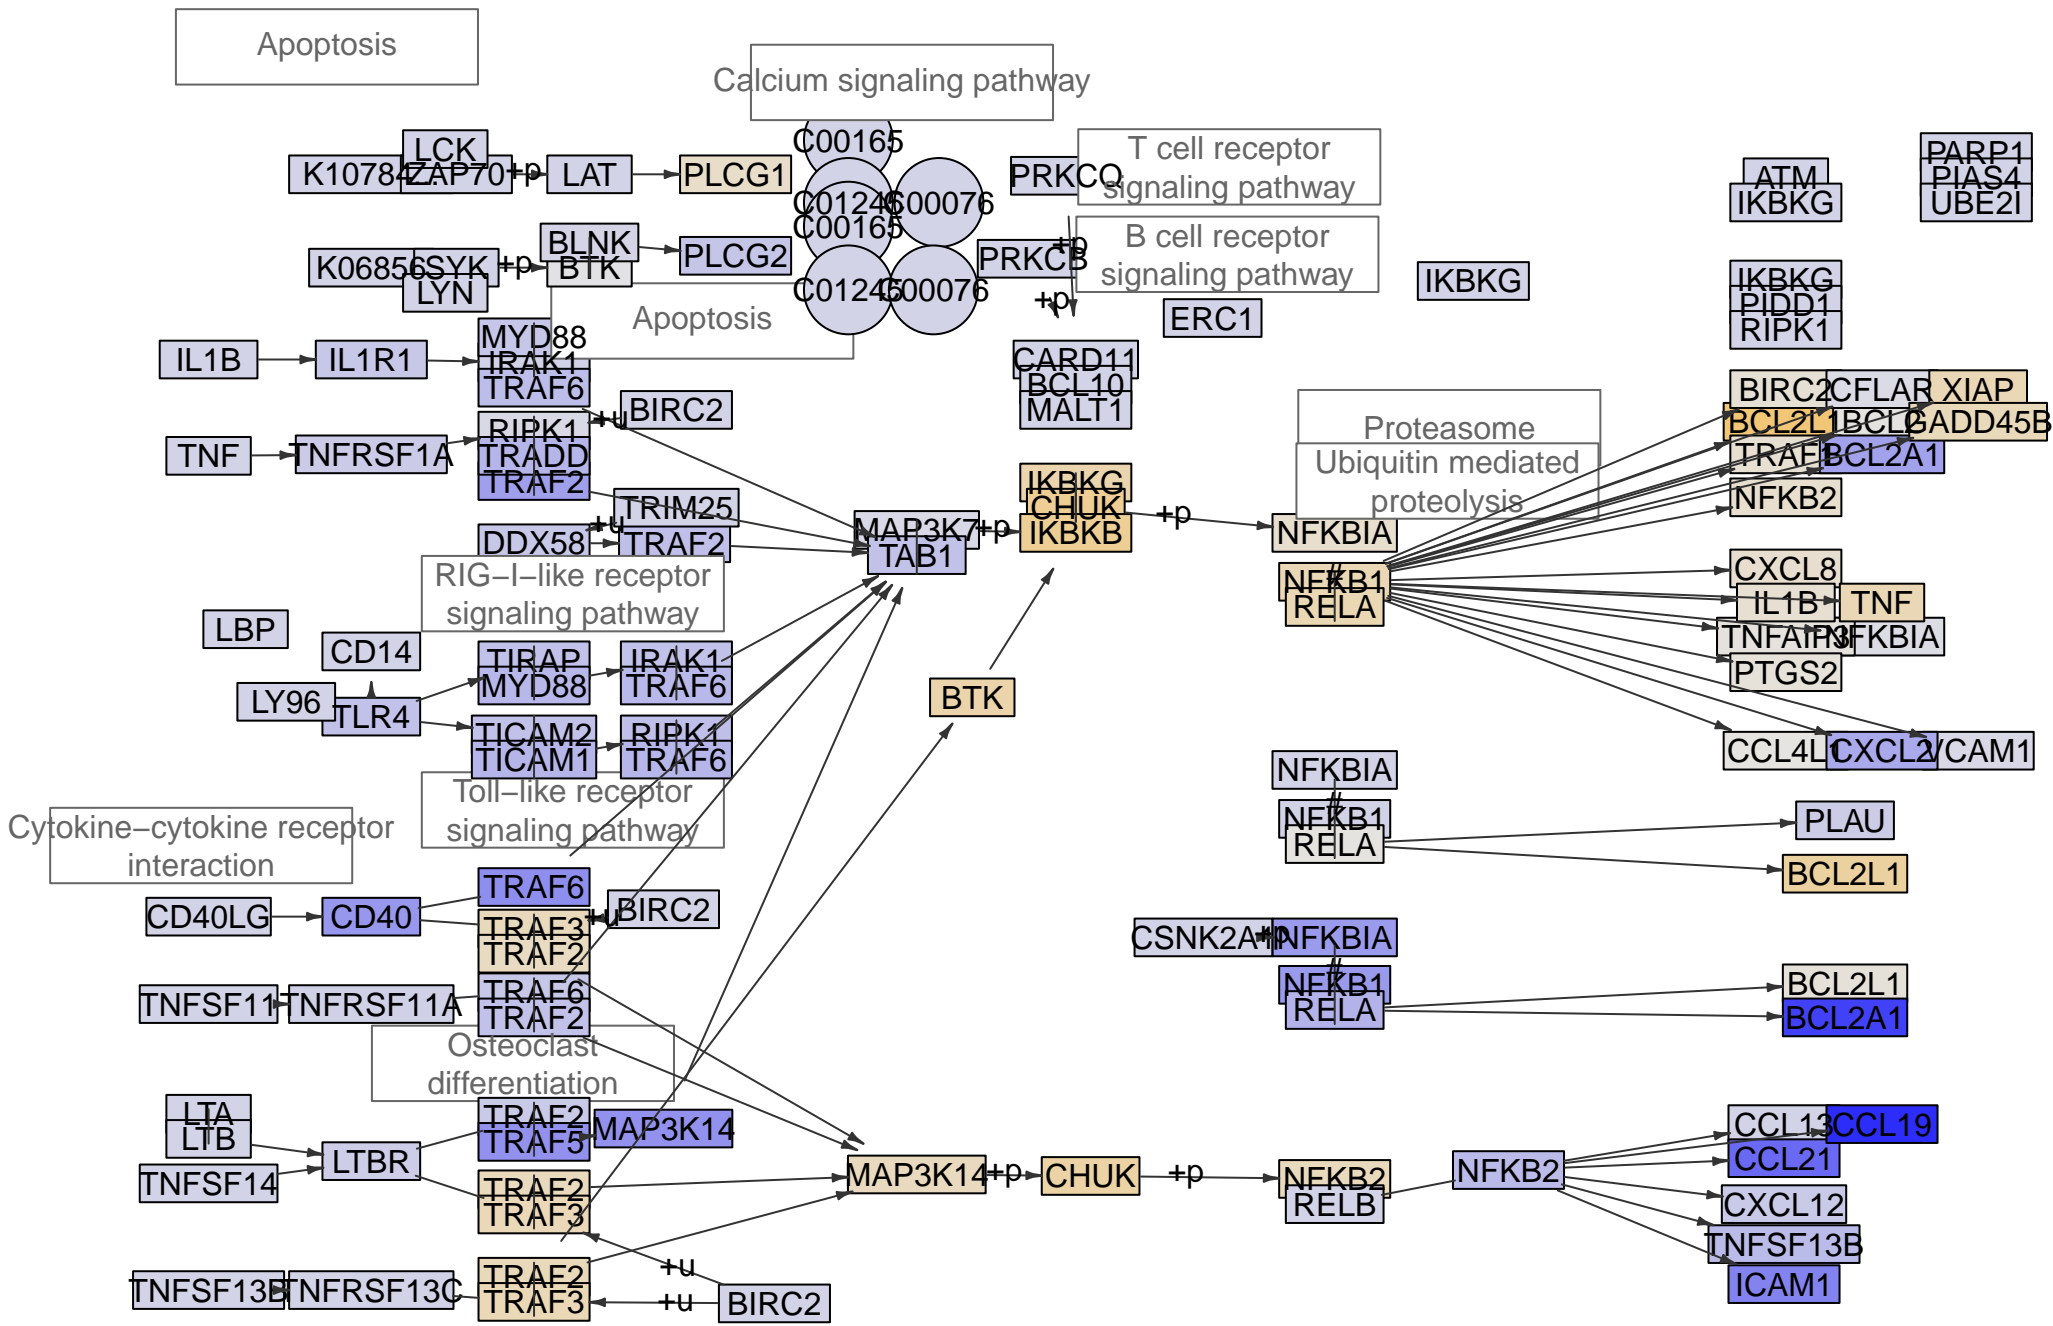 Apoptosis
Calcium signaling pathway
T cell receptor
signaling pathway
B cell receptor
signaling pathway
LCK
K10784
ZAP70
+p
LAT
PLCG1
C00165
C01245
C00076
C00165
C01245
C00076
PRKCQ
PRKCB
+p
+p
BLNK
BTK
PLCG2
K06856
SYK
+p
LYN
Apoptosis
ERC1
IKBKG
ATM
IKBKG
PARP1
PIAS4
UBE2I
IKBKG
PIDD1
RIPK1
IL1B
IL1R1
MYD88
IRAK1
TRAF6
CARD11
BCL10
MALT1
TNF
TNFRSF1A
RIPK1
TRADD
TRAF2
+u
BIRC2
TRIM25
DDX58
+u
TRAF2
RIG−I−like receptor
signaling pathway
MAP3K7
TAB1
+p
IKBKG
CHUK
IKBKB
+p
Proteasome
Ubiquitin mediated
proteolysis
NFKBIA
NFKB1
RELA
BIRC2
CFLAR
XIAP
BCL2L1
BCL2
GADD45B
TRAF1
BCL2A1
NFKB2
CXCL8
IL1B
TNF
TNFAIP3
NFKBIA
PTGS2
CCL4L1
CXCL2
VCAM1
LBP
CD14
LY96
TLR4
TIRAP
MYD88
IRAK1
TRAF6
TICAM2
TICAM1
RIPK1
TRAF6
BTK
Toll−like receptor
signaling pathway
Cytokine−cytokine receptor
interaction
NFKBIA
NFKB1
RELA
PLAU
BCL2L1
CD40LG
CD40
TRAF6
TRAF3
TRAF2
+u
BIRC2
CSNK2A1
+p
NFKBIA
NFKB1
RELA
BCL2L1
BCL2A1
TNFSF11
TNFRSF11A
TRAF6
TRAF2
Osteoclast
differentiation
LTA
LTB
TNFSF14
LTBR
TRAF2
TRAF5
MAP3K14
TRAF2
TRAF3
MAP3K14
+p
CHUK
+p
NFKB2
RELB
NFKB2
CCL13
CCL19
CCL21
CXCL12
TNFSF13B
ICAM1
TNFSF13B
TNFRSF13C
TRAF2
TRAF3
+u
+u
BIRC2